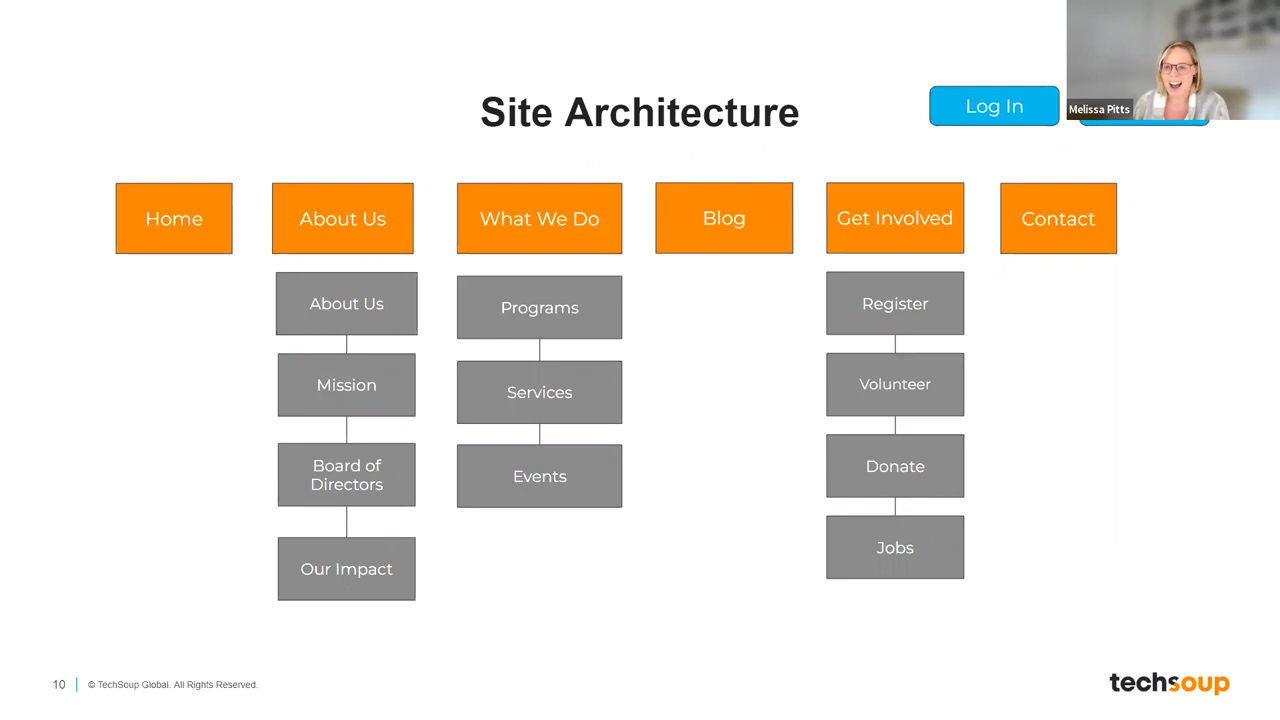 Site Architecture
Log In
Melissa Pitts
Home
About Us
What We Do
Blog
Get Involved
Contact
About Us
Mission
Board of
Directors
Our Impact
Programs
Services
Events
Register
Volunteer
Donate
Jobs
10
© TechSoup Global. All Rights Reserved.
techsoup